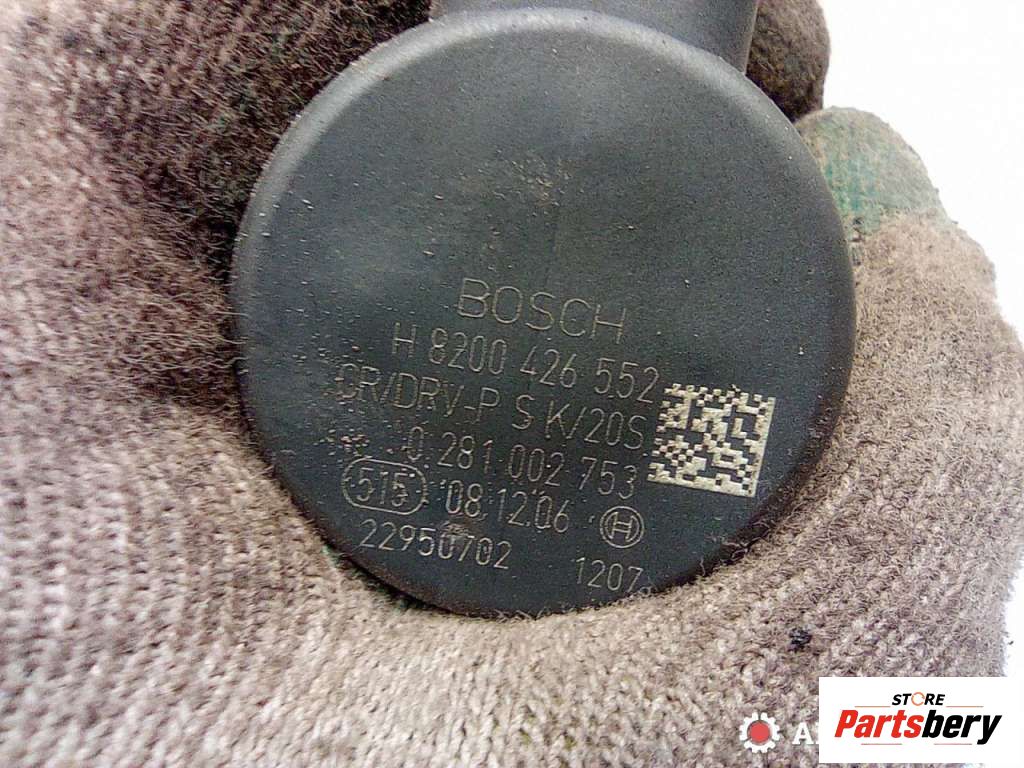 BOSCH
H 8200 426 552
CR/DRV-P S K/20S
0 281 002 753
515 08.12.06 H
22950702 1207
STORE
Partsbery